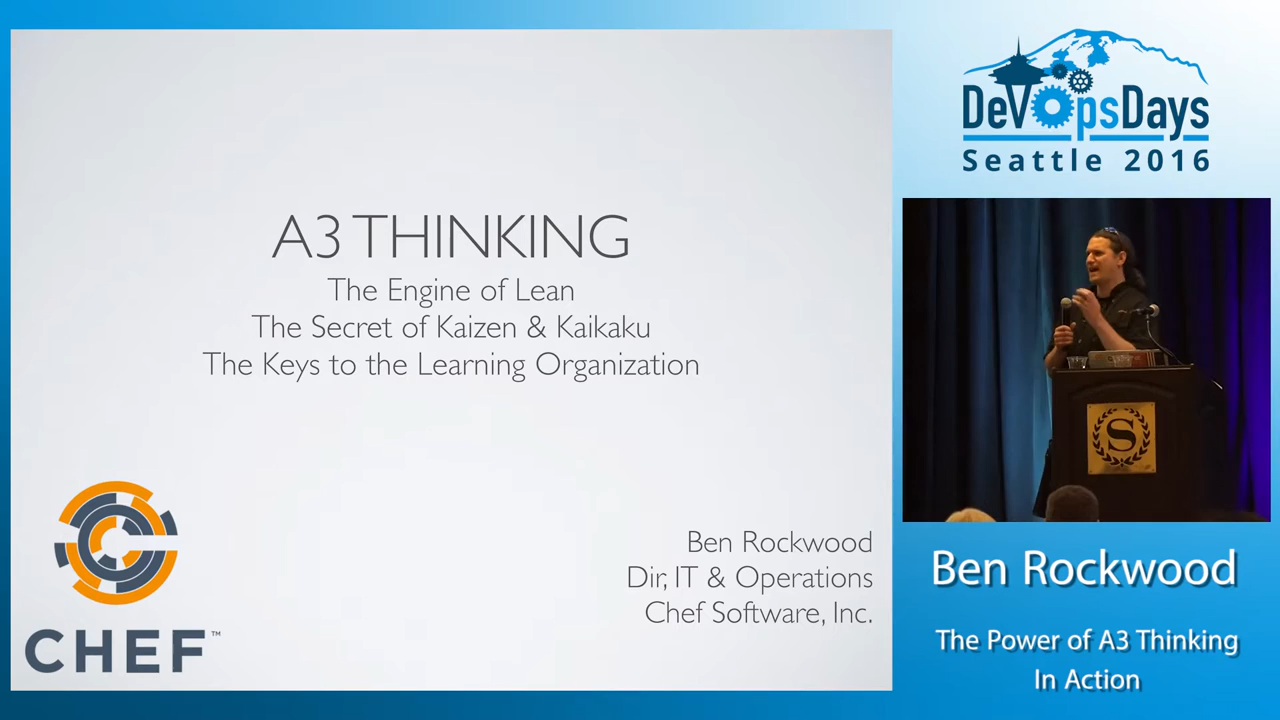 A3 THINKING
The Engine of Lean
The Secret of Kaizen & Kaikaku
The Keys to the Learning Organization
CHEF™
Ben Rockwood
Dir, IT & Operations
Chef Software, Inc.
DevOpsDays
Seattle 2016
S
Ben Rockwood
The Power of A3 Thinking
In Action